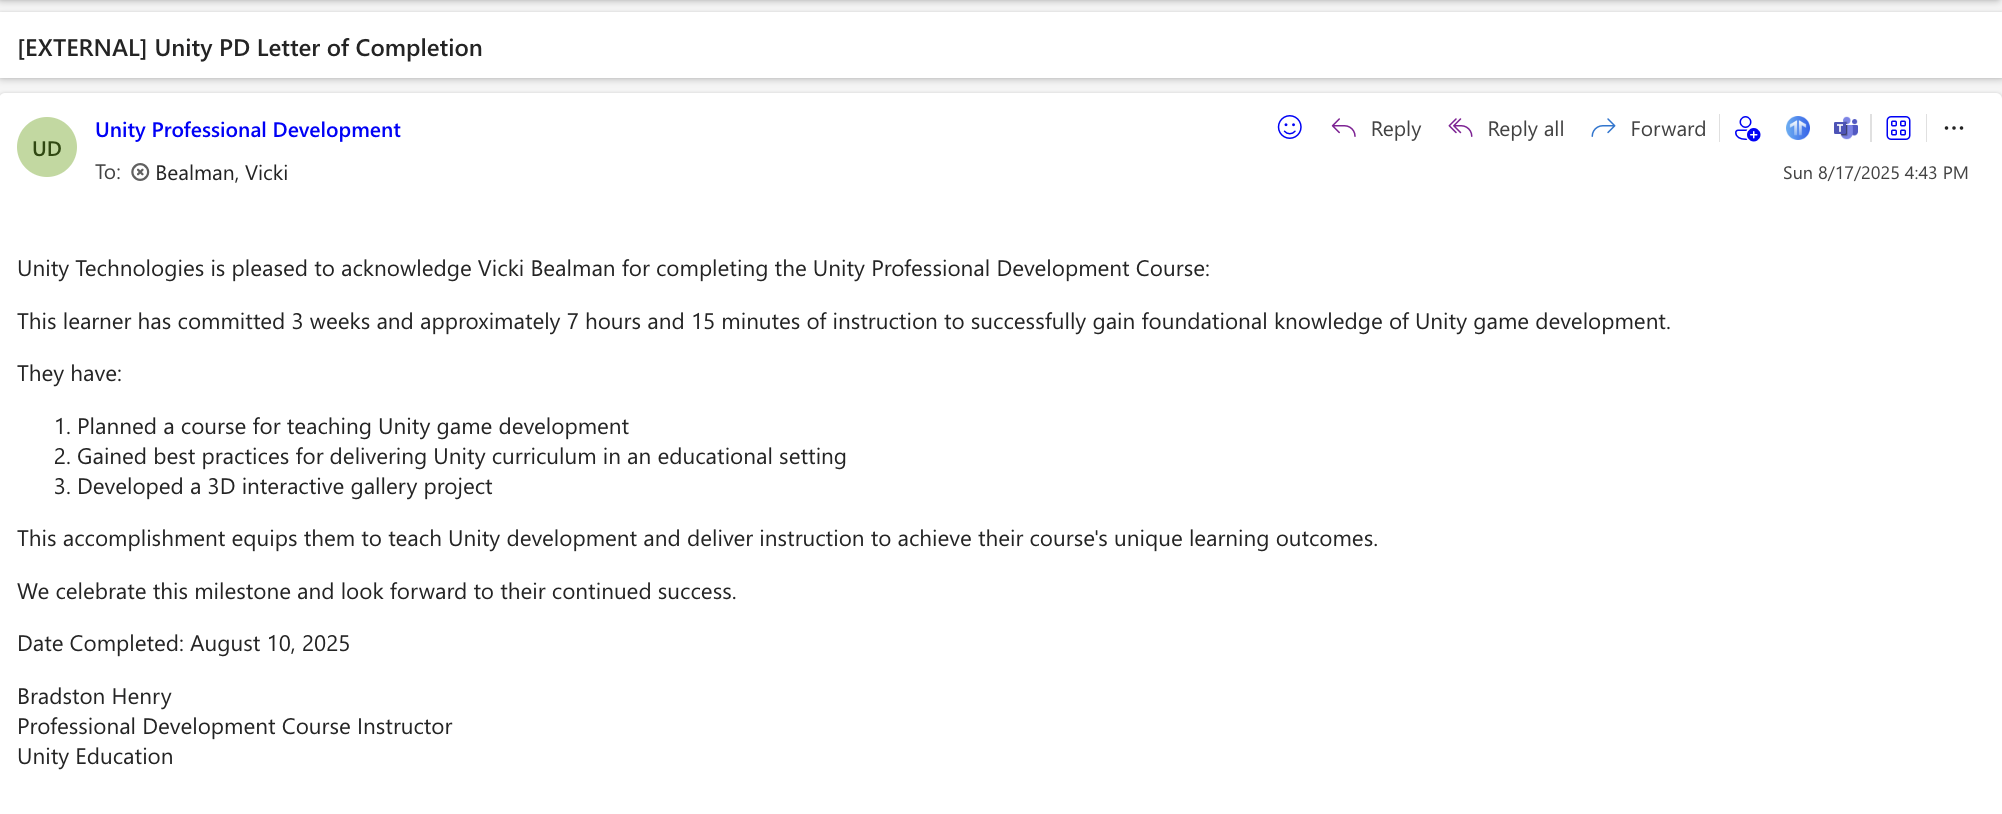 [EXTERNAL] Unity PD Letter of Completion
UD
Unity Professional Development
Reply
Reply all
Forward
To: Bealman, Vicki
Sun 8/17/2025 4:43 PM
Unity Technologies is pleased to acknowledge Vicki Bealman for completing the Unity Professional Development Course:
This learner has committed 3 weeks and approximately 7 hours and 15 minutes of instruction to successfully gain foundational knowledge of Unity game development.
They have:
1. Planned a course for teaching Unity game development
2. Gained best practices for delivering Unity curriculum in an educational setting
3. Developed a 3D interactive gallery project
This accomplishment equips them to teach Unity development and deliver instruction to achieve their course's unique learning outcomes.
We celebrate this milestone and look forward to their continued success.
Date Completed: August 10, 2025
Bradston Henry
Professional Development Course Instructor
Unity Education